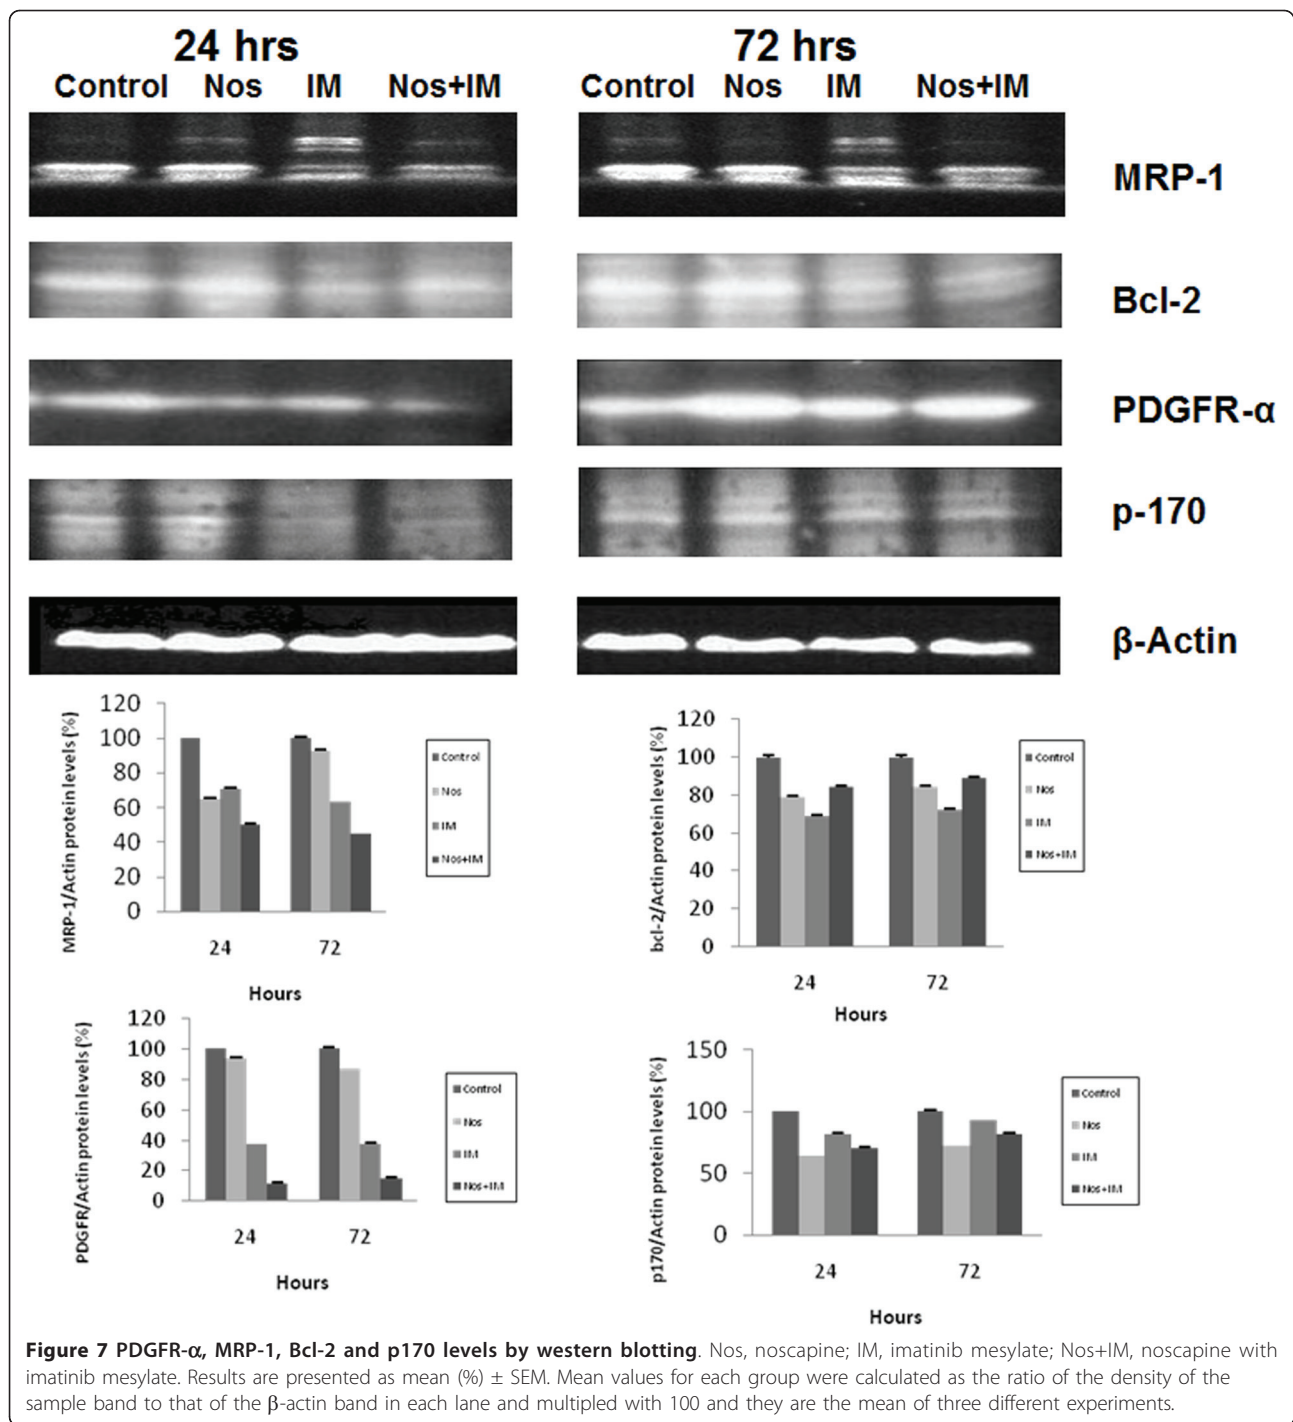 24 hrs
72 hrs
Control Nos IM Nos+IM
Control Nos IM Nos+IM
MRP-1
Bcl-2
PDGFR-α
p-170
β-Actin
MRP-1/Actin protein levels (%)
120
100
80
60
40
20
0
24 72
Hours
Control
Nos
IM
Nos+IM
bcl-2/Actin protein levels (%)
120
100
80
60
40
20
0
24 72
Hours
Control
Nos
IM
Nos+IM
PDGFR/Actin protein levels (%)
120
100
80
60
40
20
0
24 72
Hours
Control
Nos
IM
Nos+IM
p170/Actin protein levels (%)
150
100
50
0
24 72
Hours
Control
Nos
IM
Nos+IM
Figure 7 PDGFR-α, MRP-1, Bcl-2 and p170 levels by western blotting. Nos, noscapine; IM, imatinib mesylate; Nos+IM, noscapine with
imatinib mesylate. Results are presented as mean (%) ± SEM. Mean values for each group were calculated as the ratio of the density of the
sample band to that of the β-actin band in each lane and multipled with 100 and they are the mean of three different experiments.